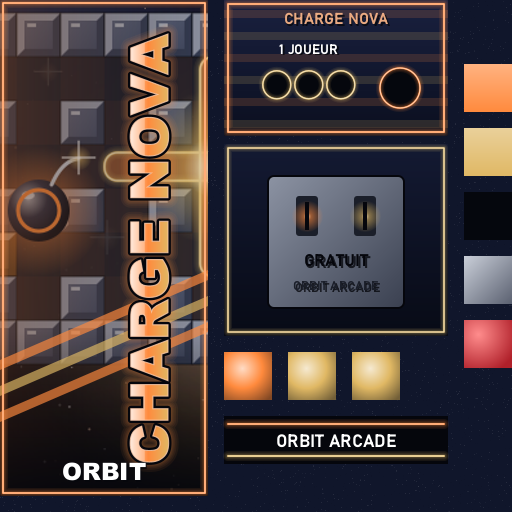 CHARGE NOVA
ORBIT
CHARGE NOVA
1 JOUEUR
GRATUIT
ORBIT ARCADE
ORBIT ARCADE